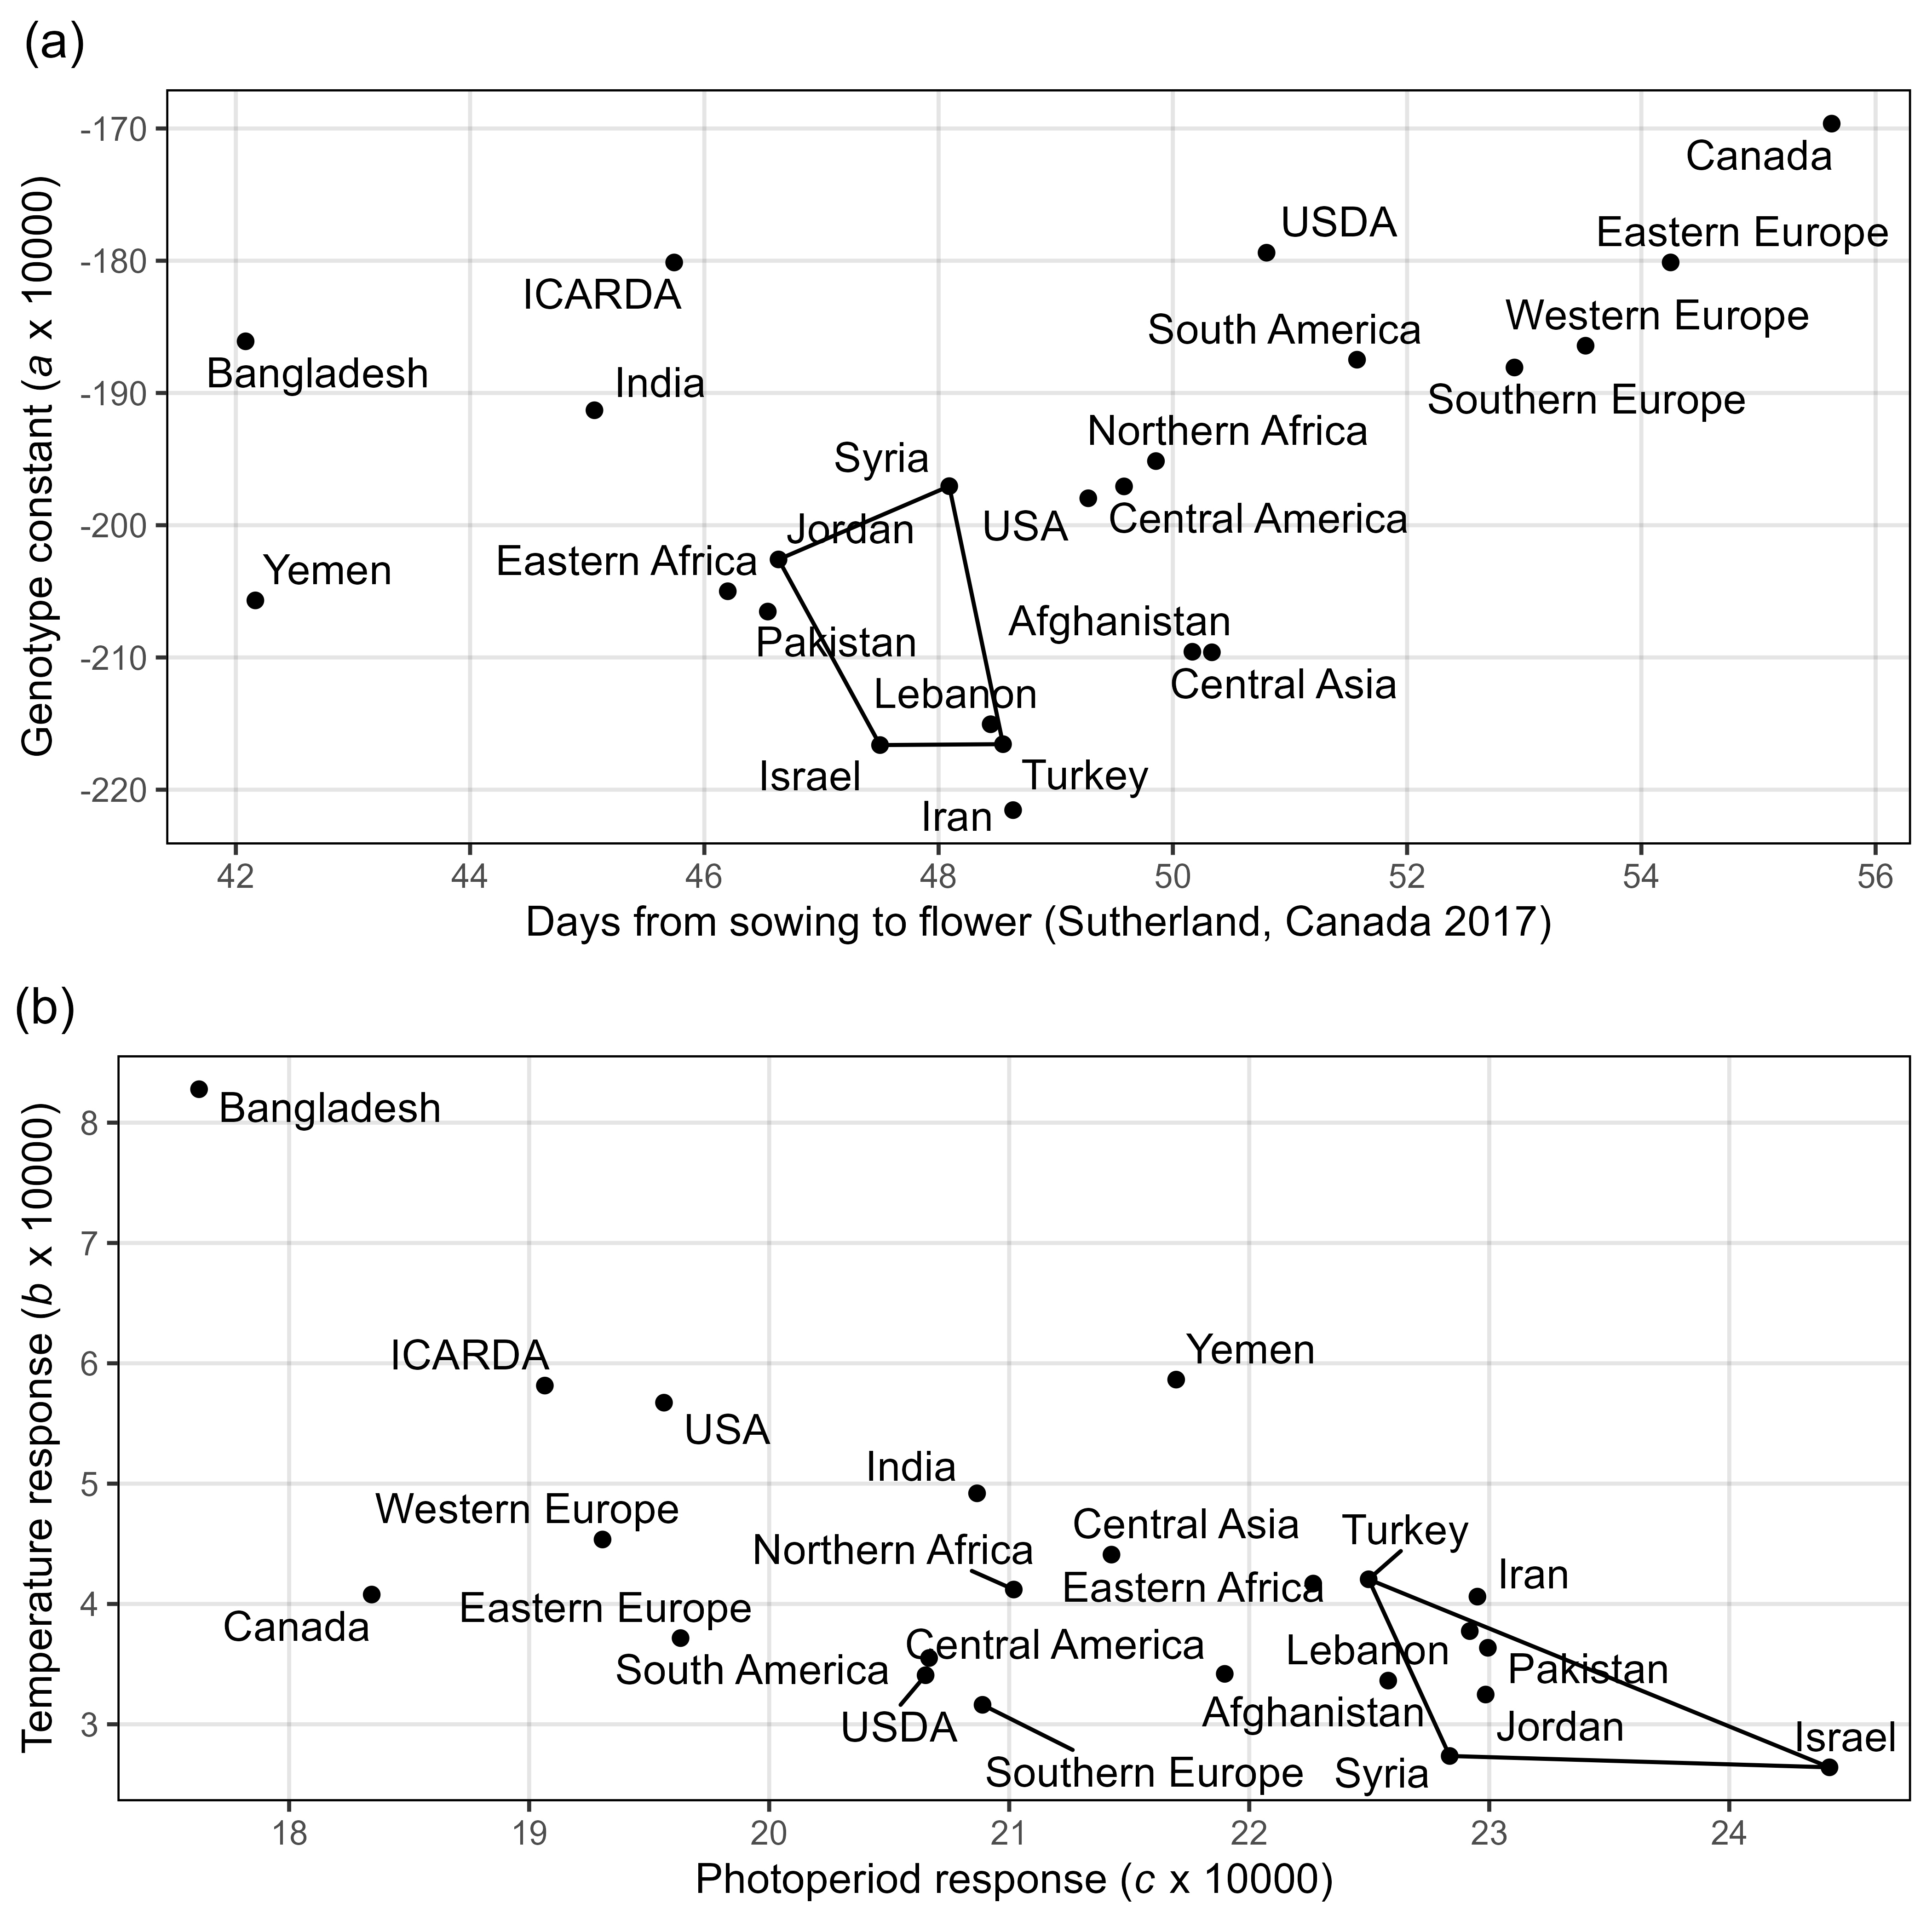 (a)
Genotype constant (a x 10000)
-170
-180
-190
-200
-210
-220
Canada
USDA
Eastern Europe
ICARDA
Western Europe
South America
Bangladesh
India
Southern Europe
Northern Africa
Syria
USA
Central America
Jordan
Eastern Africa
Yemen
Afghanistan
Pakistan
Central Asia
Lebanon
Israel
Turkey
Iran
42 44 46 48 50 52 54 56
Days from sowing to flower (Sutherland, Canada 2017)
(b)
Temperature response (b x 10000)
8
7
6
5
4
3
Bangladesh
ICARDA
Yemen
USA
India
Western Europe
Central Asia
Turkey
Northern Africa
Iran
Eastern Africa
Eastern Europe
Canada
Central America
Lebanon
South America
Pakistan
Afghanistan
USDA
Jordan
Israel
Southern Europe
Syria
18 19 20 21 22 23 24
Photoperiod response (c x 10000)